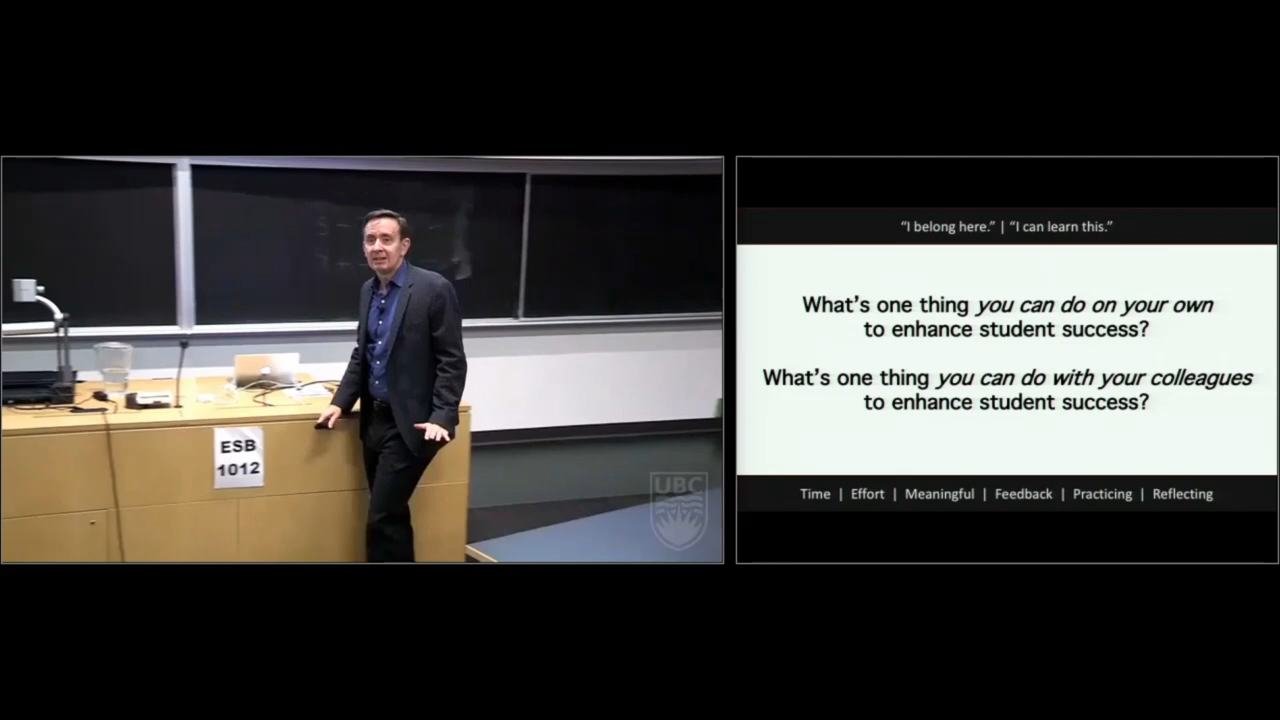 ESB
1012
UBC
“I belong here.” | “I can learn this.”
What’s one thing you can do on your own
to enhance student success?
What’s one thing you can do with your colleagues
to enhance student success?
Time | Effort | Meaningful | Feedback | Practicing | Reflecting